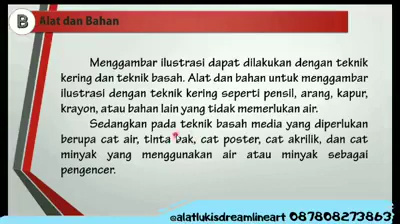 B Alat dan Bahan
Menggambar ilustrasi dapat dilakukan dengan teknik
kering dan teknik basah. Alat dan bahan untuk menggambar
ilustrasi dengan teknik kering seperti pensil, arang, kapur,
krayon, atau bahan lain yang tidak memerlukan air.
Sedangkan pada teknik basah media yang diperlukan
berupa cat air, tinta bak, cat poster, cat akrilik, dan cat
minyak yang menggunakan air atau minyak sebagai
pengencer.
@alatlukisdreamlineart 087808273863